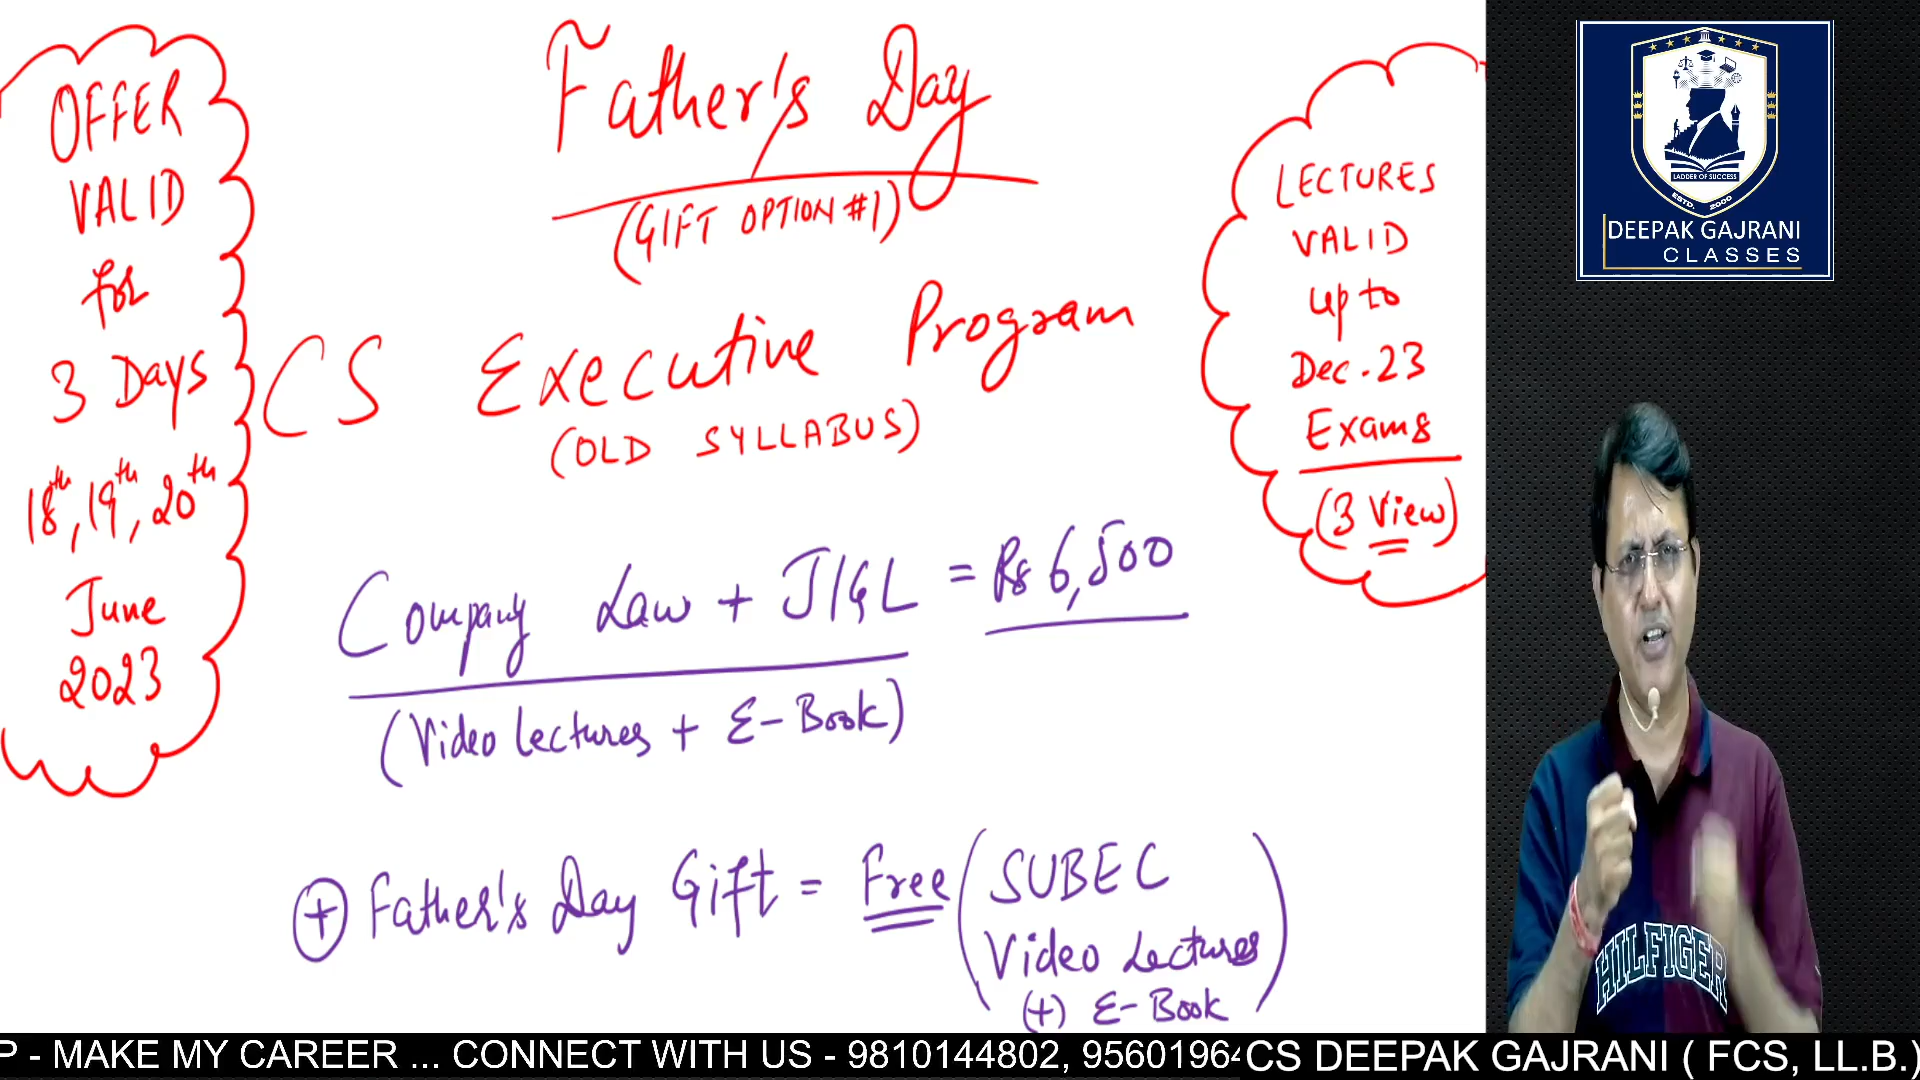 OFFER
VALID
for
3 Days
18th, 19th, 20th
June
2023
Father's Day
(GIFT OPTION #1)
CS Executive Program
(OLD SYLLABUS)
Company Law + JIGL = Rs 6,500
(Video Lectures + E-Book)
(+) Father's Day Gift = Free (SUBEC
Video Lectures
(+) E-Book)
LECTURES
VALID
up to
Dec. 23
Exams
(3 View)
LADDER OF SUCCESS
ESTD. 2000
DEEPAK GAJRANI
CLASSES
HILFIGER
P - MAKE MY CAREER ... CONNECT WITH US - 9810144802, 9560196
CS DEEPAK GAJRANI ( FCS, LL.B.)